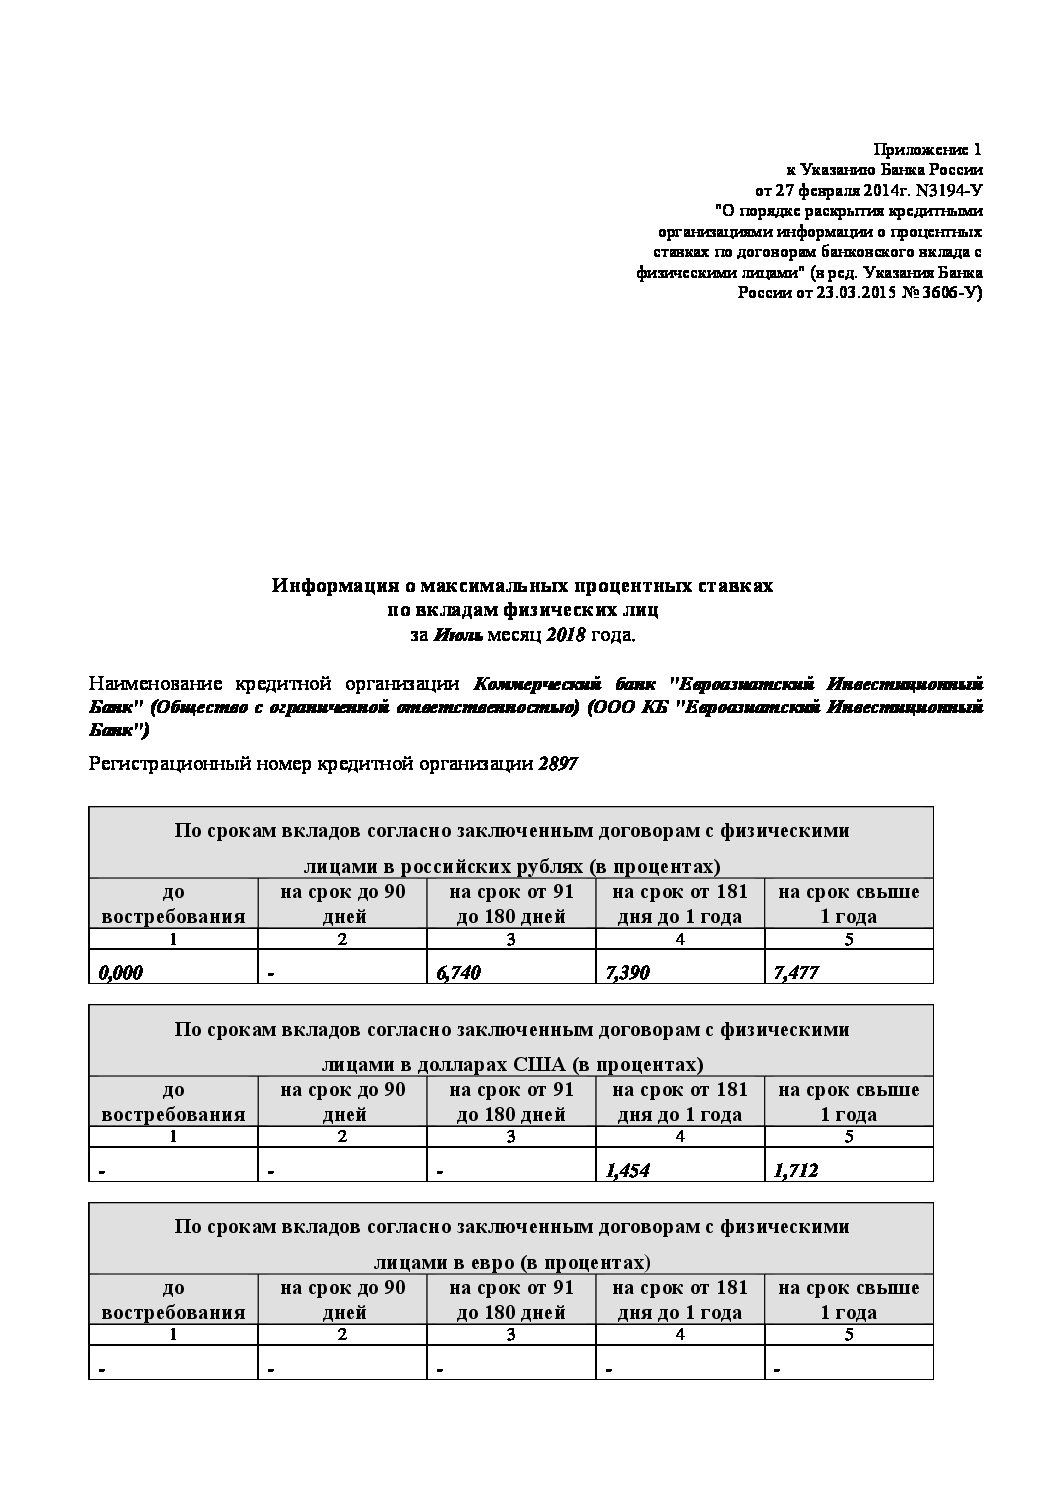 Приложение 1
к Указанию Банка России
от 27 февраля 2014г. N3194-У
"О порядке раскрытия кредитными
организациями информации о процентных
ставках по договорам банковского вклада с
физическими лицами" (в ред. Указания Банка
России от 23.03.2015 № 3606-У)
Информация о максимальных процентных ставках
по вкладам физических лиц
за Июль месяц 2018 года.
Наименование кредитной организации Коммерческий банк "Евроазиатский Инвестиционный
Банк" (Общество с ограниченной ответственностью) (ООО КБ "Евроазиатский Инвестиционный
Банк")
Регистрационный номер кредитной организации 2897
По срокам вкладов согласно заключенным договорам с физическими
лицами в российских рублях (в процентах)
до на срок до 90 на срок от 91 на срок от 181 на срок свыше
востребования дней до 180 дней дня до 1 года 1 года
1 2 3 4 5
0,000 - 6,740 7,390 7,477
По срокам вкладов согласно заключенным договорам с физическими
лицами в долларах США (в процентах)
до на срок до 90 на срок от 91 на срок от 181 на срок свыше
востребования дней до 180 дней дня до 1 года 1 года
1 2 3 4 5
- - - 1,454 1,712
По срокам вкладов согласно заключенным договорам с физическими
лицами в евро (в процентах)
до на срок до 90 на срок от 91 на срок от 181 на срок свыше
востребования дней до 180 дней дня до 1 года 1 года
1 2 3 4 5
- - - - -